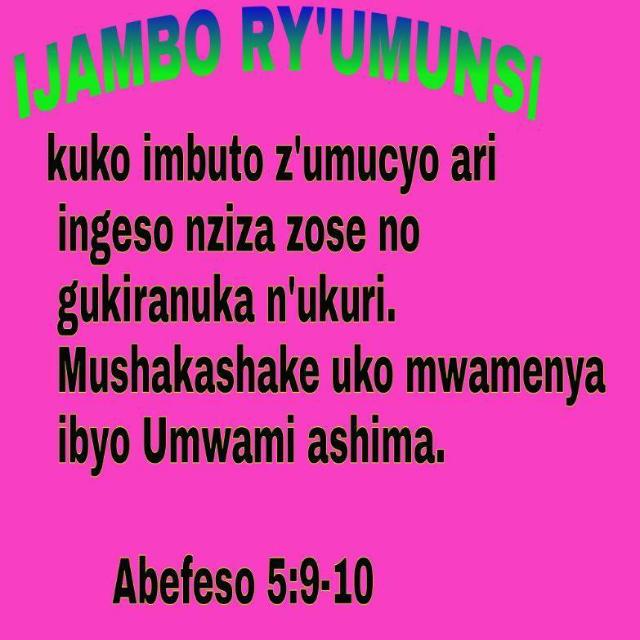 IJAMBO RY'UMUNSI
kuko imbuto z'umucyo ari
ingeso nziza zose no
gukiranuka n'ukuri.
Mushakashake uko mwamenya
ibyo Umwami ashima.
Abefeso 5:9-10